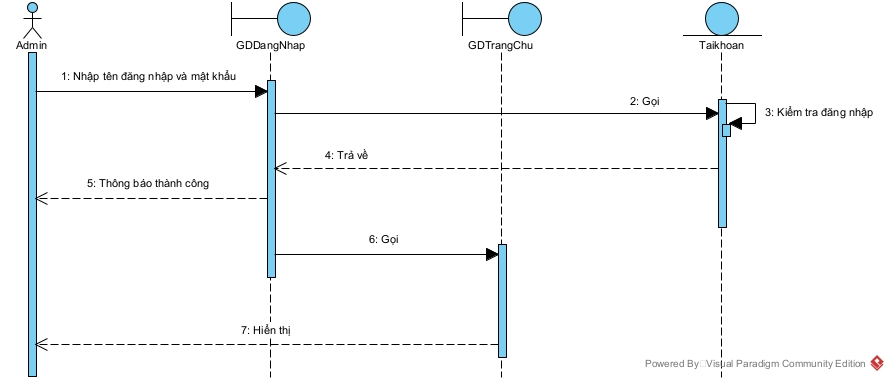 Admin
GDDangNhap
GDTrangChu
Taikhoan
1: Nhập tên đăng nhập và mật khẩu
2: Gọi
3: Kiểm tra đăng nhập
4: Trả về
5: Thông báo thành công
6: Gọi
7: Hiển thị
Powered By Visual Paradigm Community Edition